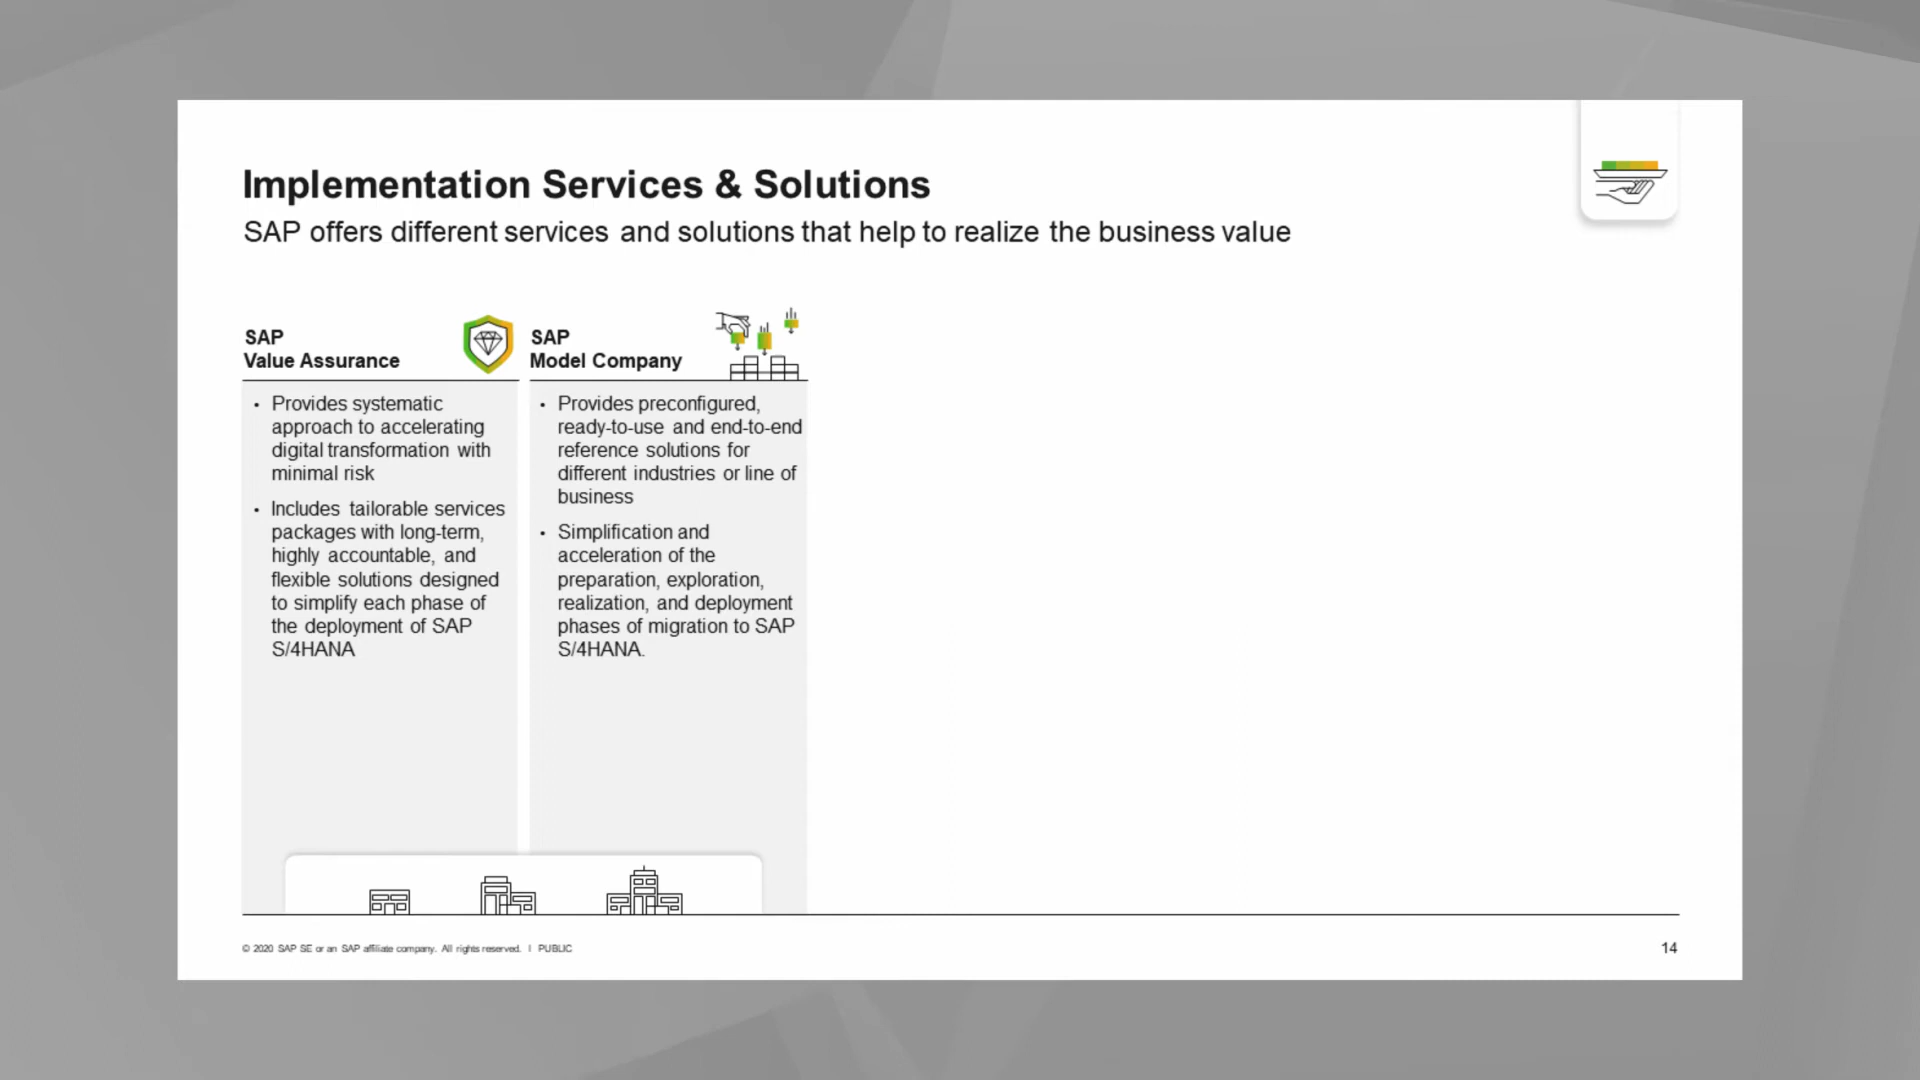 Implementation Services & Solutions
SAP offers different services and solutions that help to realize the business value
SAP
Value Assurance
• Provides systematic
approach to accelerating
digital transformation with
minimal risk
• Includes tailorable services
packages with long-term,
highly accountable, and
flexible solutions designed
to simplify each phase of
the deployment of SAP
S/4HANA
SAP
Model Company
• Provides preconfigured,
ready-to-use and end-to-end
reference solutions for
different industries or line of
business
• Simplification and
acceleration of the
preparation, exploration,
realization, and deployment
phases of migration to SAP
S/4HANA.
© 2020 SAP SE or an SAP affiliate company. All rights reserved. I PUBLIC
14